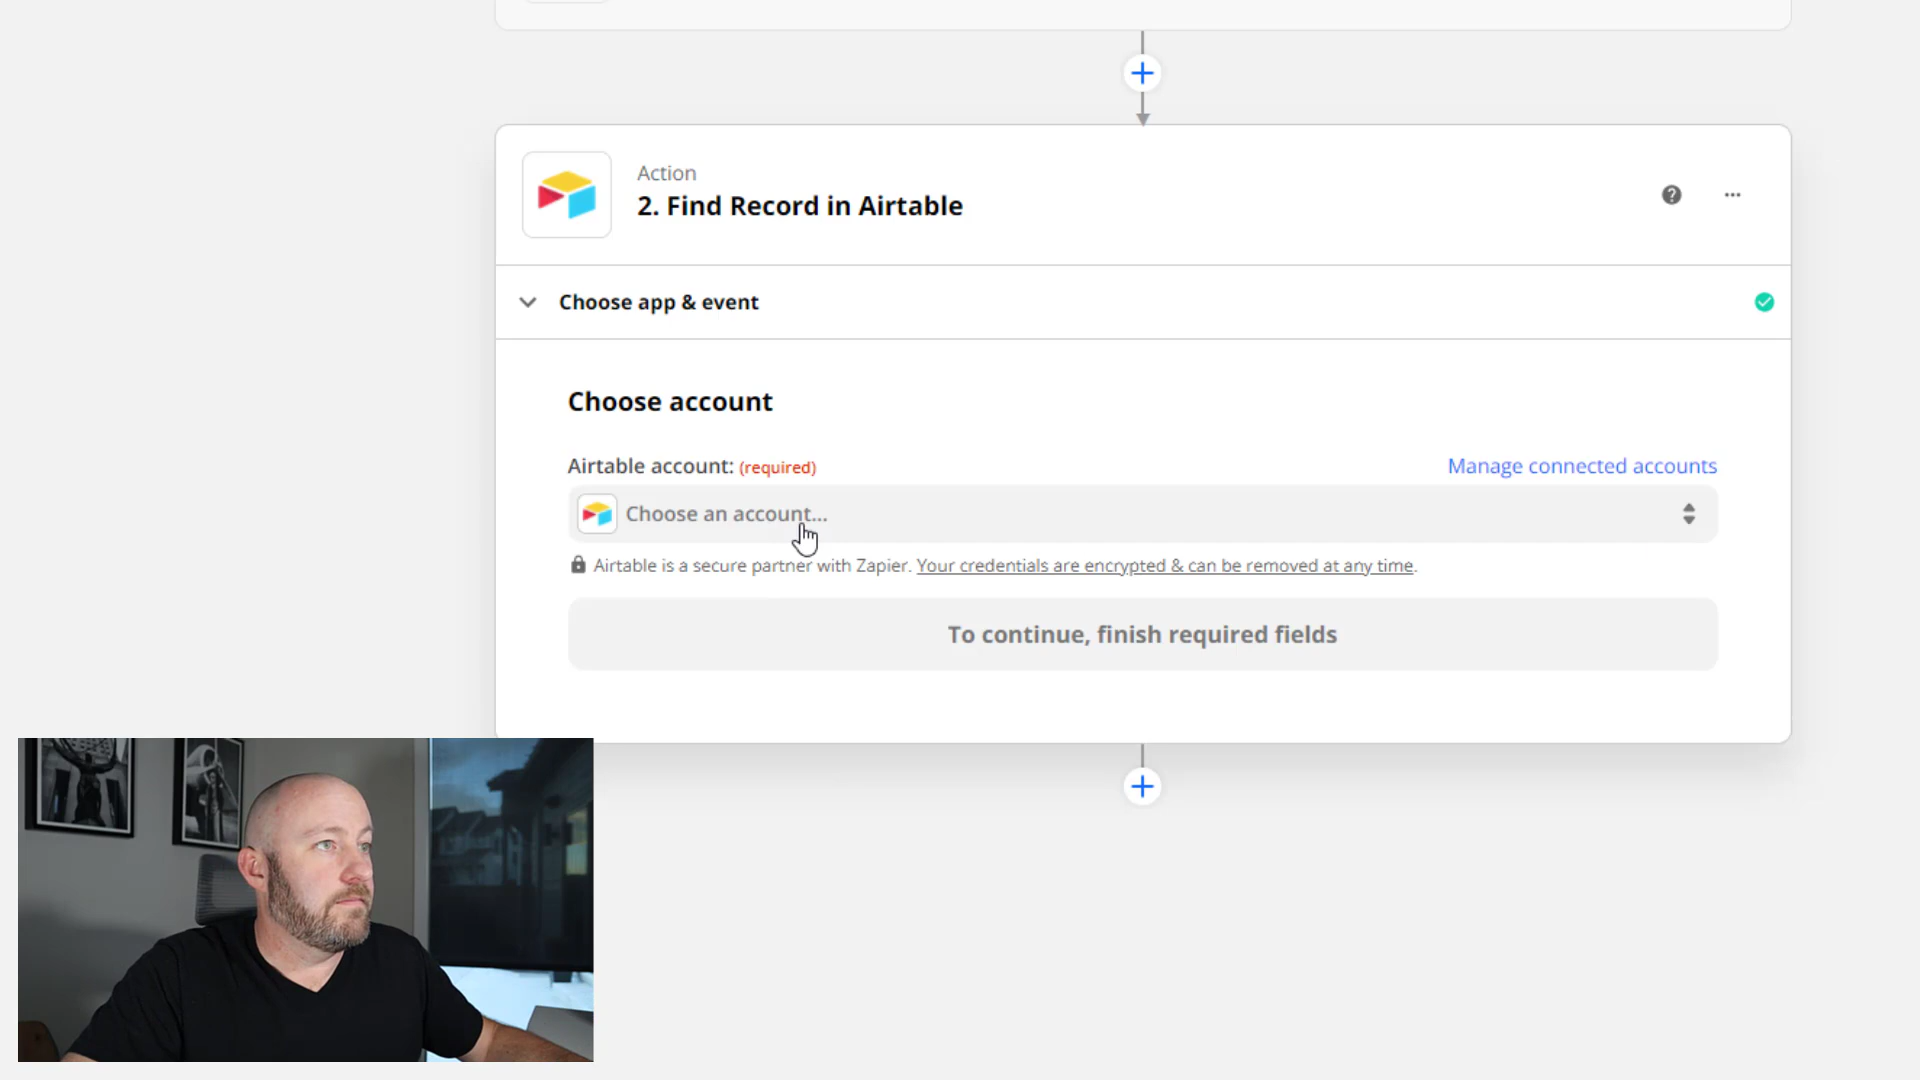 Action
2. Find Record in Airtable
Choose app & event
Choose account
Airtable account: (required)
Manage connected accounts
Choose an account...
Airtable is a secure partner with Zapier. Your credentials are encrypted & can be removed at any time.
To continue, finish required fields